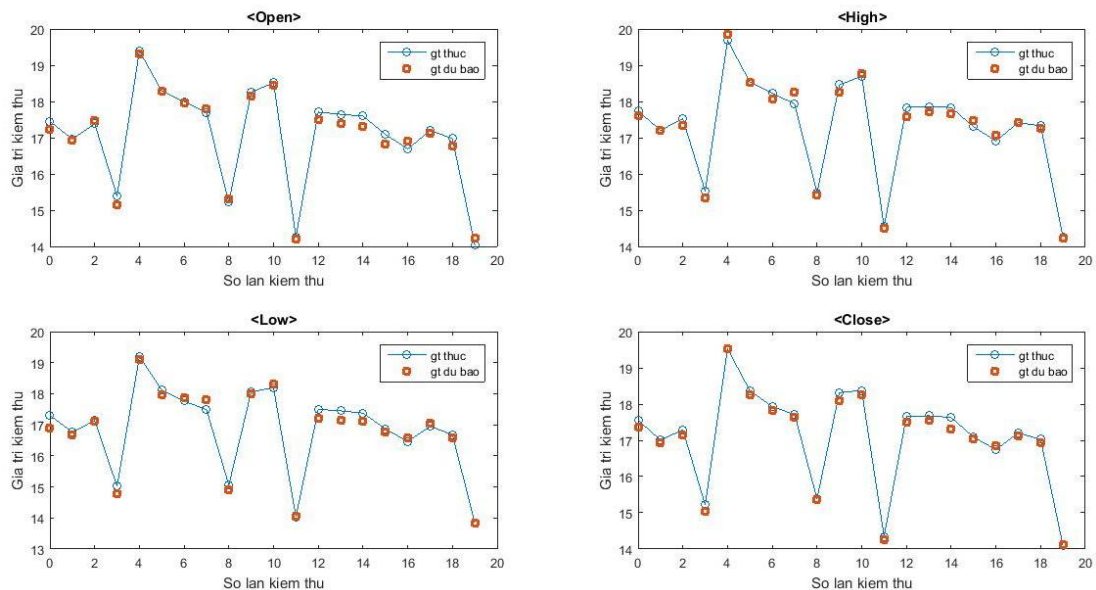 <Open>
20
19
18
17
16
15
14
Gia tri kiem thu
gt thuc
gt du bao
0 2 4 6 8 10 12 14 16 18 20
So lan kiem thu
<High>
20
19
18
17
16
15
14
Gia tri kiem thu
gt thuc
gt du bao
0 2 4 6 8 10 12 14 16 18 20
So lan kiem thu
<Low>
20
19
18
17
16
15
14
13
Gia tri kiem thu
gt thuc
gt du bao
0 2 4 6 8 10 12 14 16 18 20
So lan kiem thu
<Close>
20
19
18
17
16
15
14
Gia tri kiem thu
gt thuc
gt du bao
0 2 4 6 8 10 12 14 16 18 20
So lan kiem thu